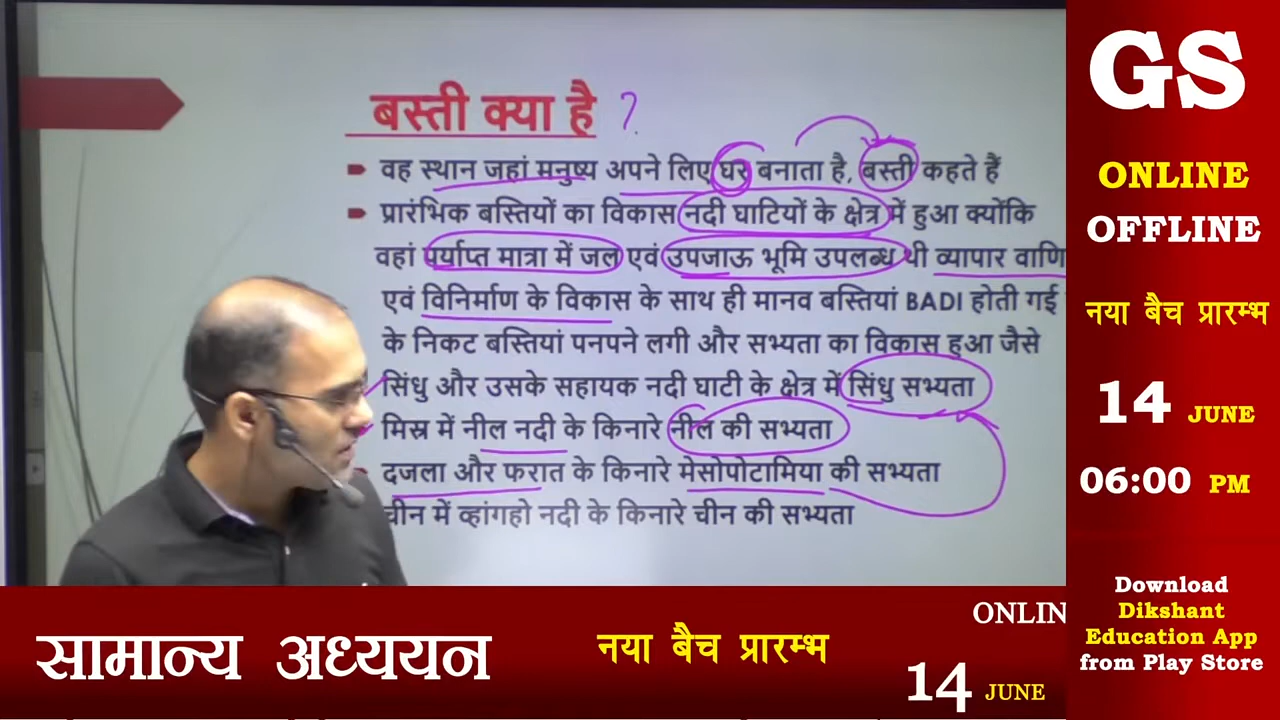 बस्ती क्या है ?
वह स्थान जहां मनुष्य अपने लिए घर बनाता है, बस्ती कहते हैं
प्रारंभिक बस्तियों का विकास नदी घाटियों के क्षेत्र में हुआ क्योंकि
वहां पर्याप्त मात्रा में जल एवं उपजाऊ भूमि उपलब्ध थी व्यापार वाणि
एवं विनिर्माण के विकास के साथ ही मानव बस्तियां BADI होती गई
के निकट बस्तियां पनपने लगी और सभ्यता का विकास हुआ जैसे
सिंधु और उसके सहायक नदी घाटी के क्षेत्र में सिंधु सभ्यता
मिस्र में नील नदी के किनारे नील की सभ्यता
दजला और फरात के किनारे मेसोपोटामिया की सभ्यता
चीन में व्हांगहो नदी के किनारे चीन की सभ्यता
GS
ONLINE
OFFLINE
नया बैच प्रारम्भ
14 JUNE
06:00 PM
Download
Dikshant
Education App
from Play Store
सामान्य अध्ययन
नया बैच प्रारम्भ
ONLIN
14 JUNE